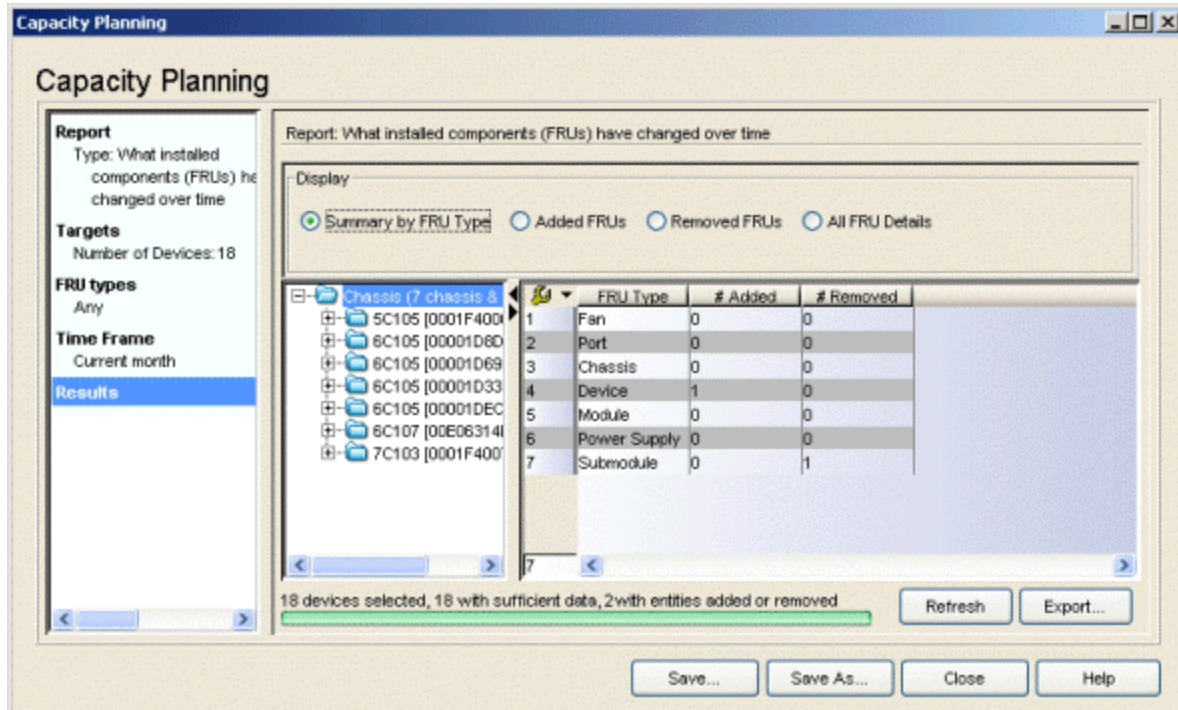 Capacity Planning
Capacity Planning
Report
Type: What installed
components (FRUs) he
changed over time
Targets
Number of Devices: 18
FRU types
Any
Time Frame
Current month
Results
Report: What installed components (FRUs) have changed over time
Display
Summary by FRU Type Added FRUs Removed FRUs All FRU Details
Chassis (7 chassis &
5C105 [0001F400
6C105 [00001D8D
6C105 [00001D69
6C105 [00001D33
6C105 [00001DEC
6C107 [00E06314
7C103 [0001F400
FRU Type # Added # Removed
1 Fan 0 0
2 Port 0 0
3 Chassis 0 0
4 Device 1 0
5 Module 0 0
6 Power Supply 0 0
7 Submodule 0 1
7
18 devices selected, 18 with sufficient data, 2with entities added or removed
Refresh Export...
Save... Save As... Close Help